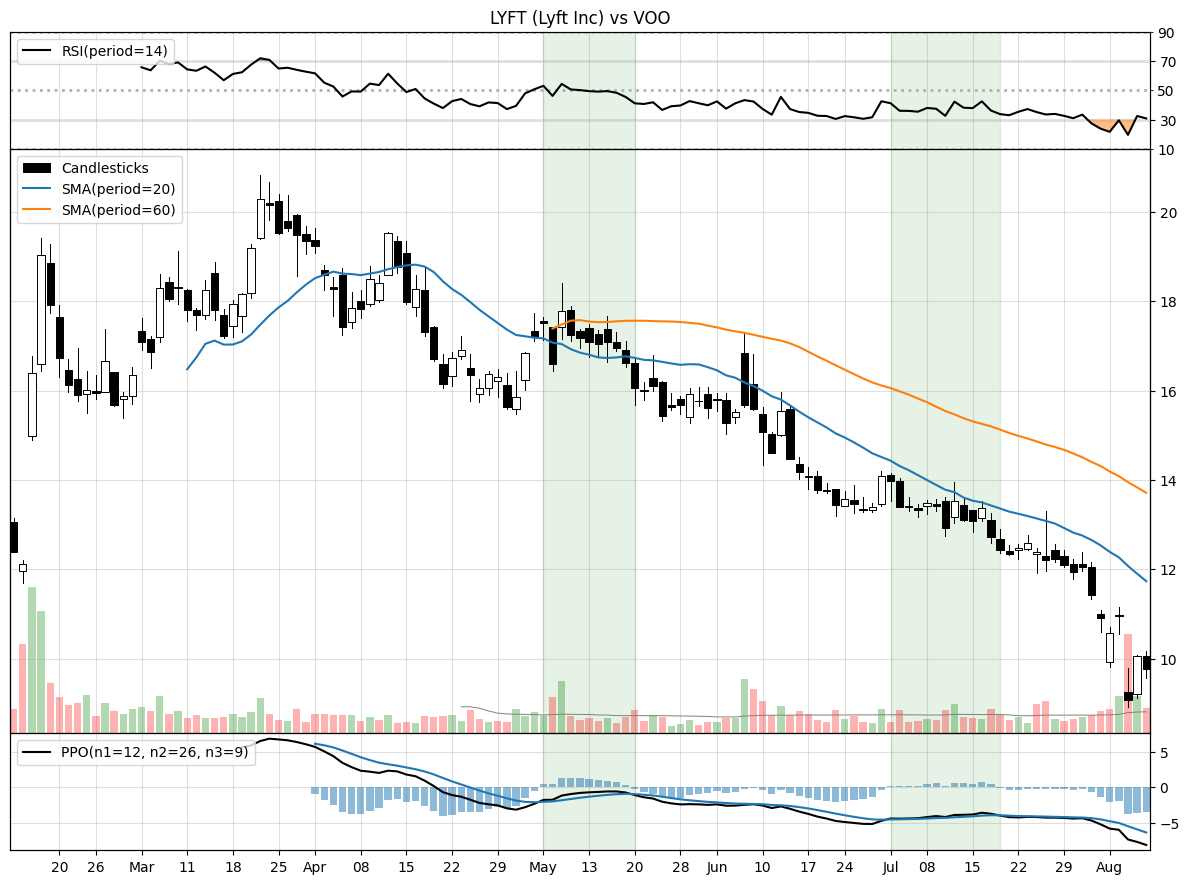 LYFT (Lyft Inc) vs VOO
RSI(period=14)
90
70
50
30
10
Candlesticks
SMA(period=20)
SMA(period=60)
20
18
16
14
12
10
PPO(n1=12, n2=26, n3=9)
5
0
−5
20 26 Mar 11 18 25 Apr 08 15 22 29 May 13 20 28 Jun 10 17 24 Jul 08 15 22 29 Aug